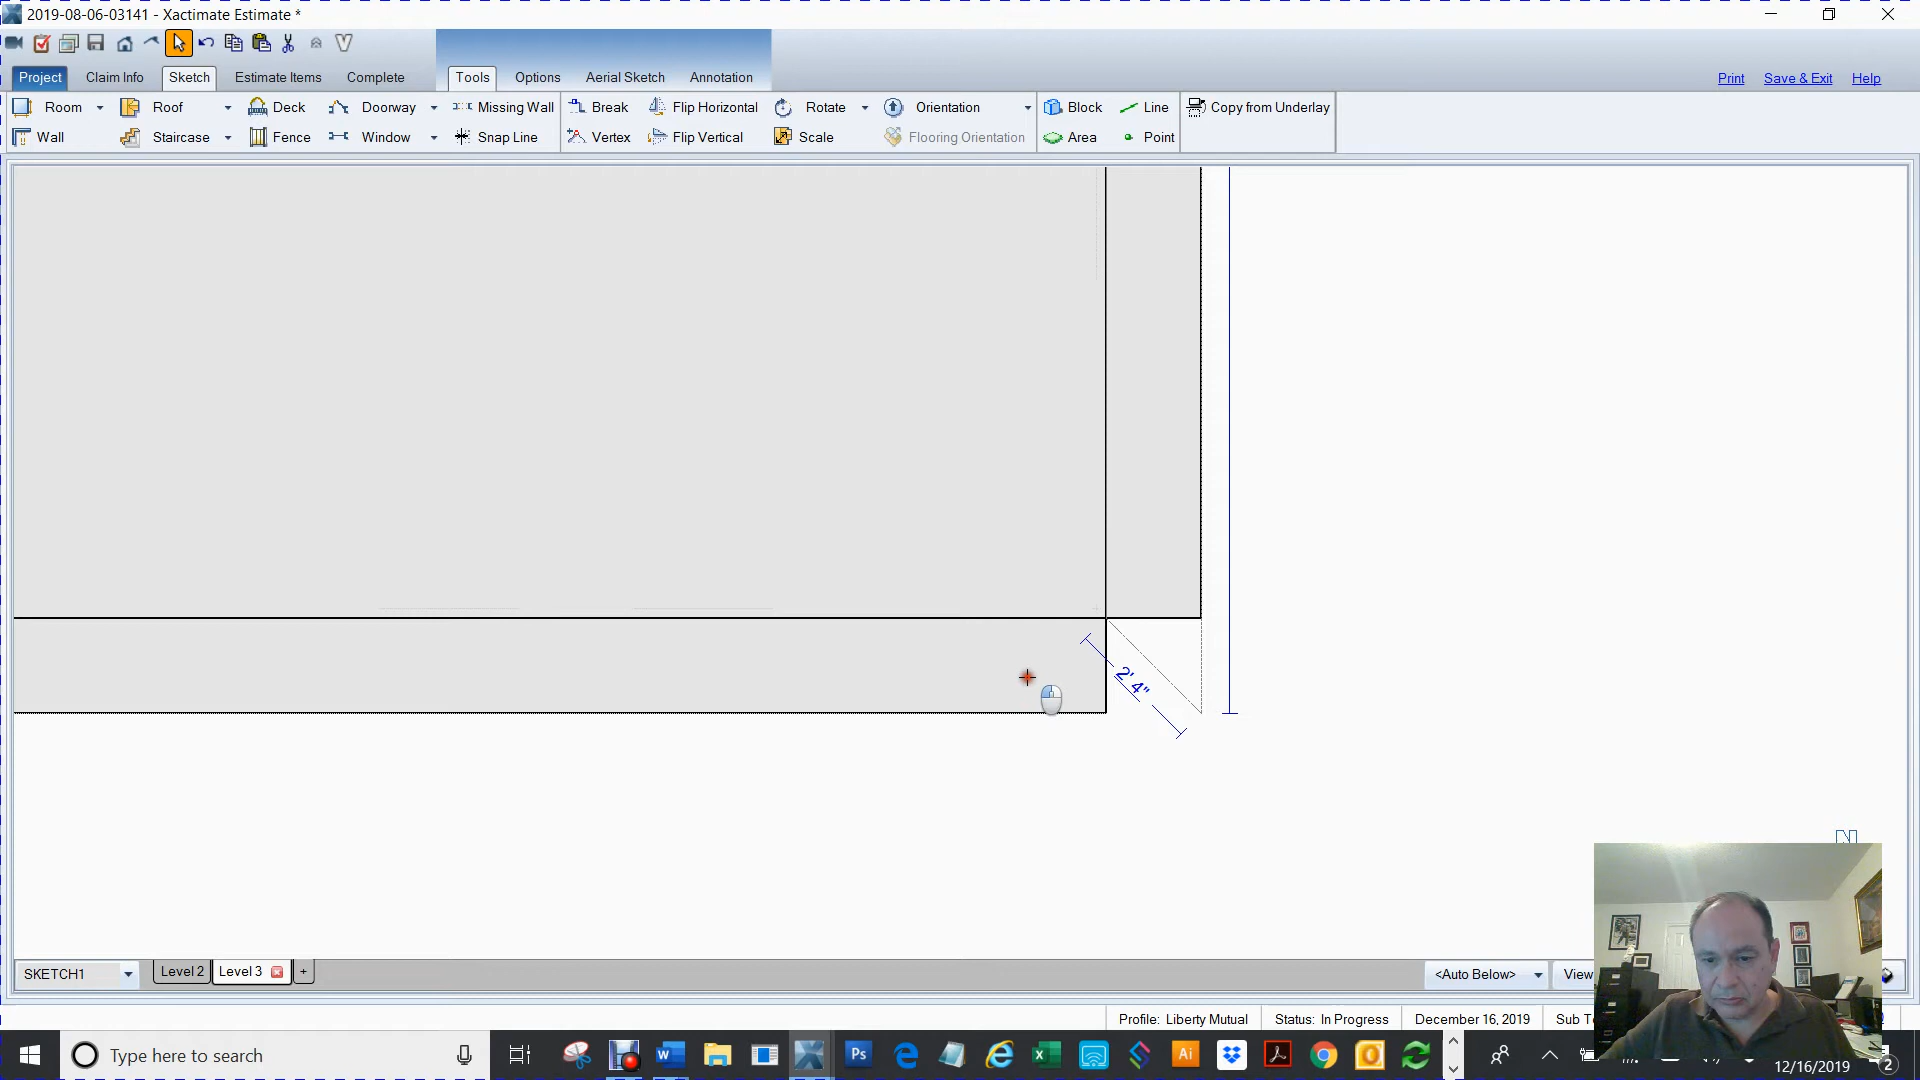 2019-08-06-03141 - Xactimate Estimate *
Project Claim Info Sketch Estimate Items Complete Tools Options Aerial Sketch Annotation Print Save & Exit Help
Room Roof Deck Doorway Missing Wall Break Flip Horizontal Rotate Orientation Block Line Copy from Underlay
Wall Staircase Fence Window Snap Line Vertex Flip Vertical Scale Flooring Orientation Area Point
2' 4"
N
SKETCH1 Level 2 Level 3 + <Auto Below> View
Profile: Liberty Mutual Status: In Progress December 16, 2019
Type here to search
Ps
Ai
12/16/2019
2